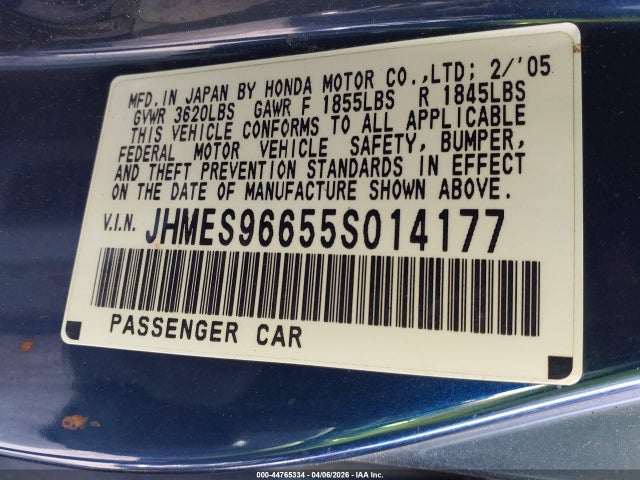 MFD.IN JAPAN BY HONDA MOTOR CO.,LTD; 2/'05
GVWR 3620LBS GAWR F 1855LBS R 1845LBS
THIS VEHICLE CONFORMS TO ALL APPLICABLE
FEDERAL MOTOR VEHICLE SAFETY, BUMPER,
AND THEFT PREVENTION STANDARDS IN EFFECT
ON THE DATE OF MANUFACTURE SHOWN ABOVE.
V.I.N. JHMES96655S014177
PASSENGER CAR
000-44765334 | 04/06/2026 | IAA Inc.